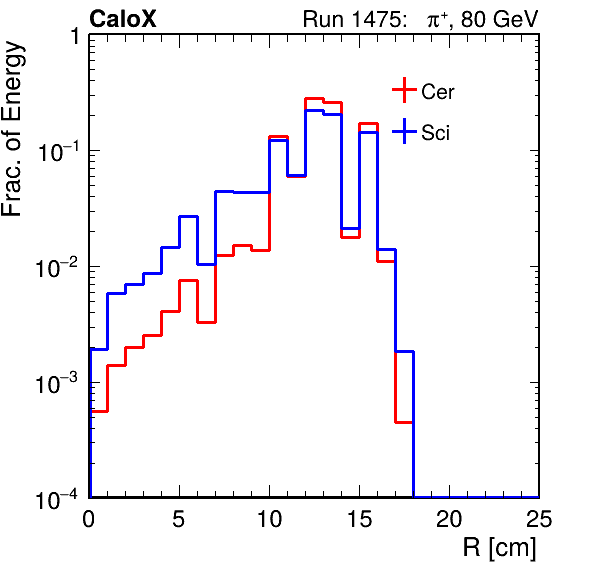 CaloX Run 1475: π⁺, 80 GeV
Frac. of Energy
1
10⁻¹
10⁻²
10⁻³
10⁻⁴
Cer
Sci
0 5 10 15 20 25
R [cm]